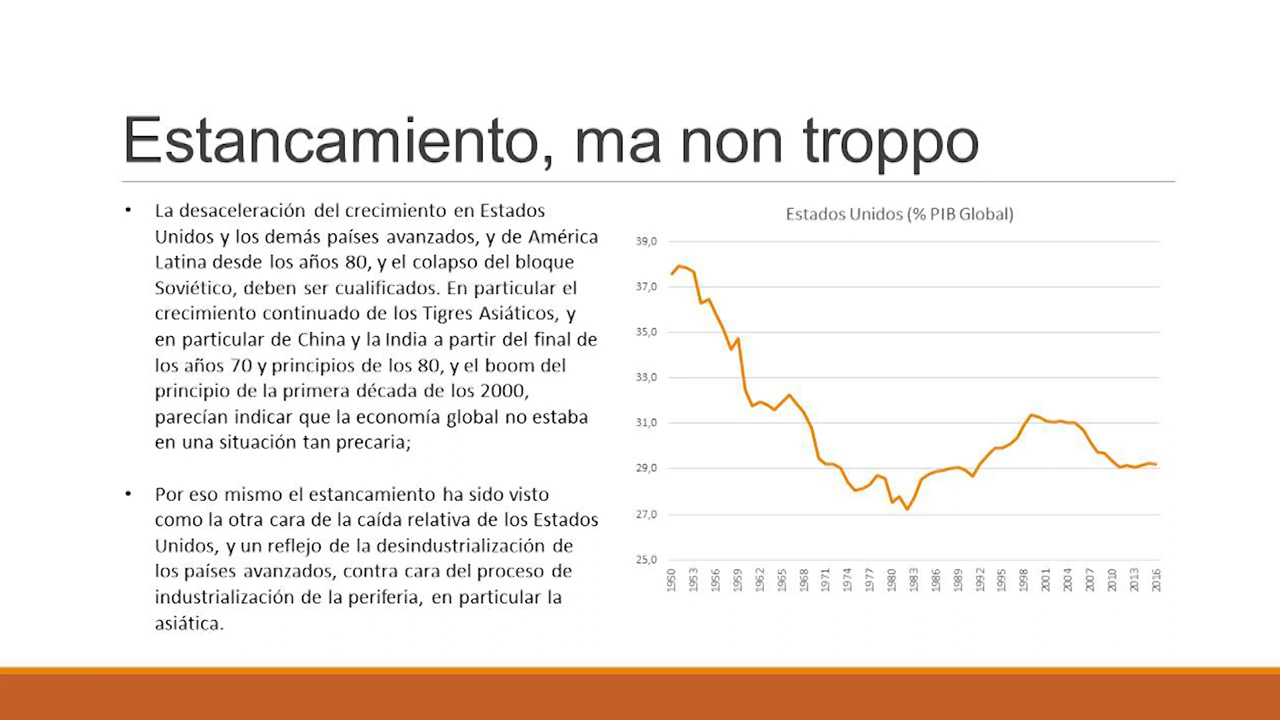 Estancamiento, ma non troppo
• La desaceleración del crecimiento en Estados
Unidos y los demás países avanzados, y de América
Latina desde los años 80, y el colapso del bloque
Soviético, deben ser cualificados. En particular el
crecimiento continuado de los Tigres Asiáticos, y
en particular de China y la India a partir del final de
los años 70 y principios de los 80, y el boom del
principio de la primera década de los 2000,
parecían indicar que la economía global no estaba
en una situación tan precaria;
• Por eso mismo el estancamiento ha sido visto
como la otra cara de la caída relativa de los Estados
Unidos, y un reflejo de la desindustrialización de
los países avanzados, contra cara del proceso de
industrialización de la periferia, en particular la
asiática.
Estados Unidos (% PIB Global)
39,0
37,0
35,0
33,0
31,0
29,0
27,0
25,0
1950
1953
1956
1959
1962
1965
1968
1971
1974
1977
1980
1983
1986
1989
1992
1995
1998
2001
2004
2007
2010
2013
2016